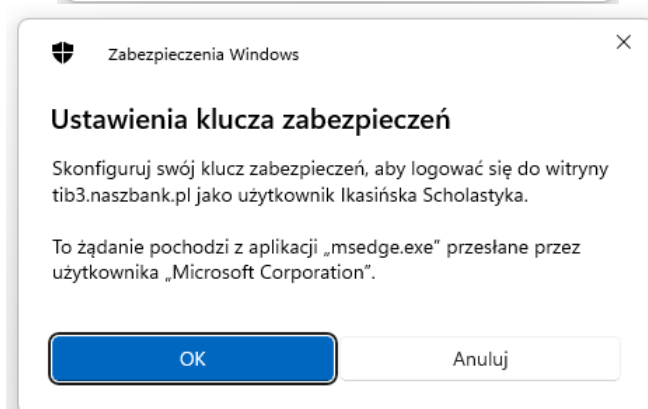 Zabezpieczenia Windows
Ustawienia klucza zabezpieczeń
Skonfiguruj swój klucz zabezpieczeń, aby logować się do witryny
tib3.naszbank.pl jako użytkownik Ikasińska Scholastyka.
To żądanie pochodzi z aplikacji „msedge.exe” przesłane przez
użytkownika „Microsoft Corporation”.
OK
Anuluj